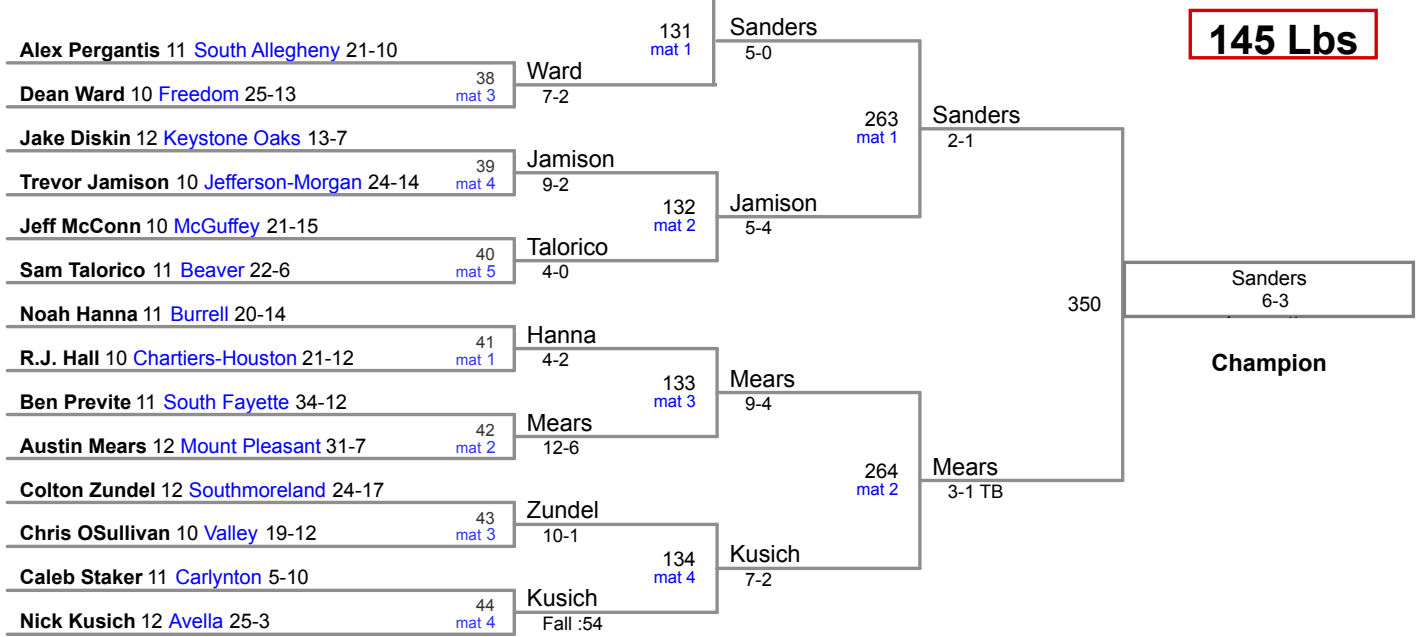 145 Lbs
Alex Pergantis 11 South Allegheny 21-10
Dean Ward 10 Freedom 25-13
Jake Diskin 12 Keystone Oaks 13-7
Trevor Jamison 10 Jefferson-Morgan 24-14
Jeff McConn 10 McGuffey 21-15
Sam Talorico 11 Beaver 22-6
Noah Hanna 11 Burrell 20-14
R.J. Hall 10 Chartiers-Houston 21-12
Ben Previte 11 South Fayette 34-12
Austin Mears 12 Mount Pleasant 31-7
Colton Zundel 12 Southmoreland 24-17
Chris OSullivan 10 Valley 19-12
Caleb Staker 11 Carlynton 5-10
Nick Kusich 12 Avella 25-3
38
mat 3
39
mat 4
40
mat 5
41
mat 1
42
mat 2
43
mat 3
44
mat 4
Ward
7-2
Jamison
9-2
Talorico
4-0
Hanna
4-2
Mears
12-6
Zundel
10-1
Kusich
Fall :54
131
mat 1
132
mat 2
133
mat 3
134
mat 4
Sanders
5-0
Jamison
5-4
Mears
9-4
Kusich
7-2
263
mat 1
264
mat 2
Sanders
2-1
Mears
3-1 TB
350
Sanders
6-3
Champion